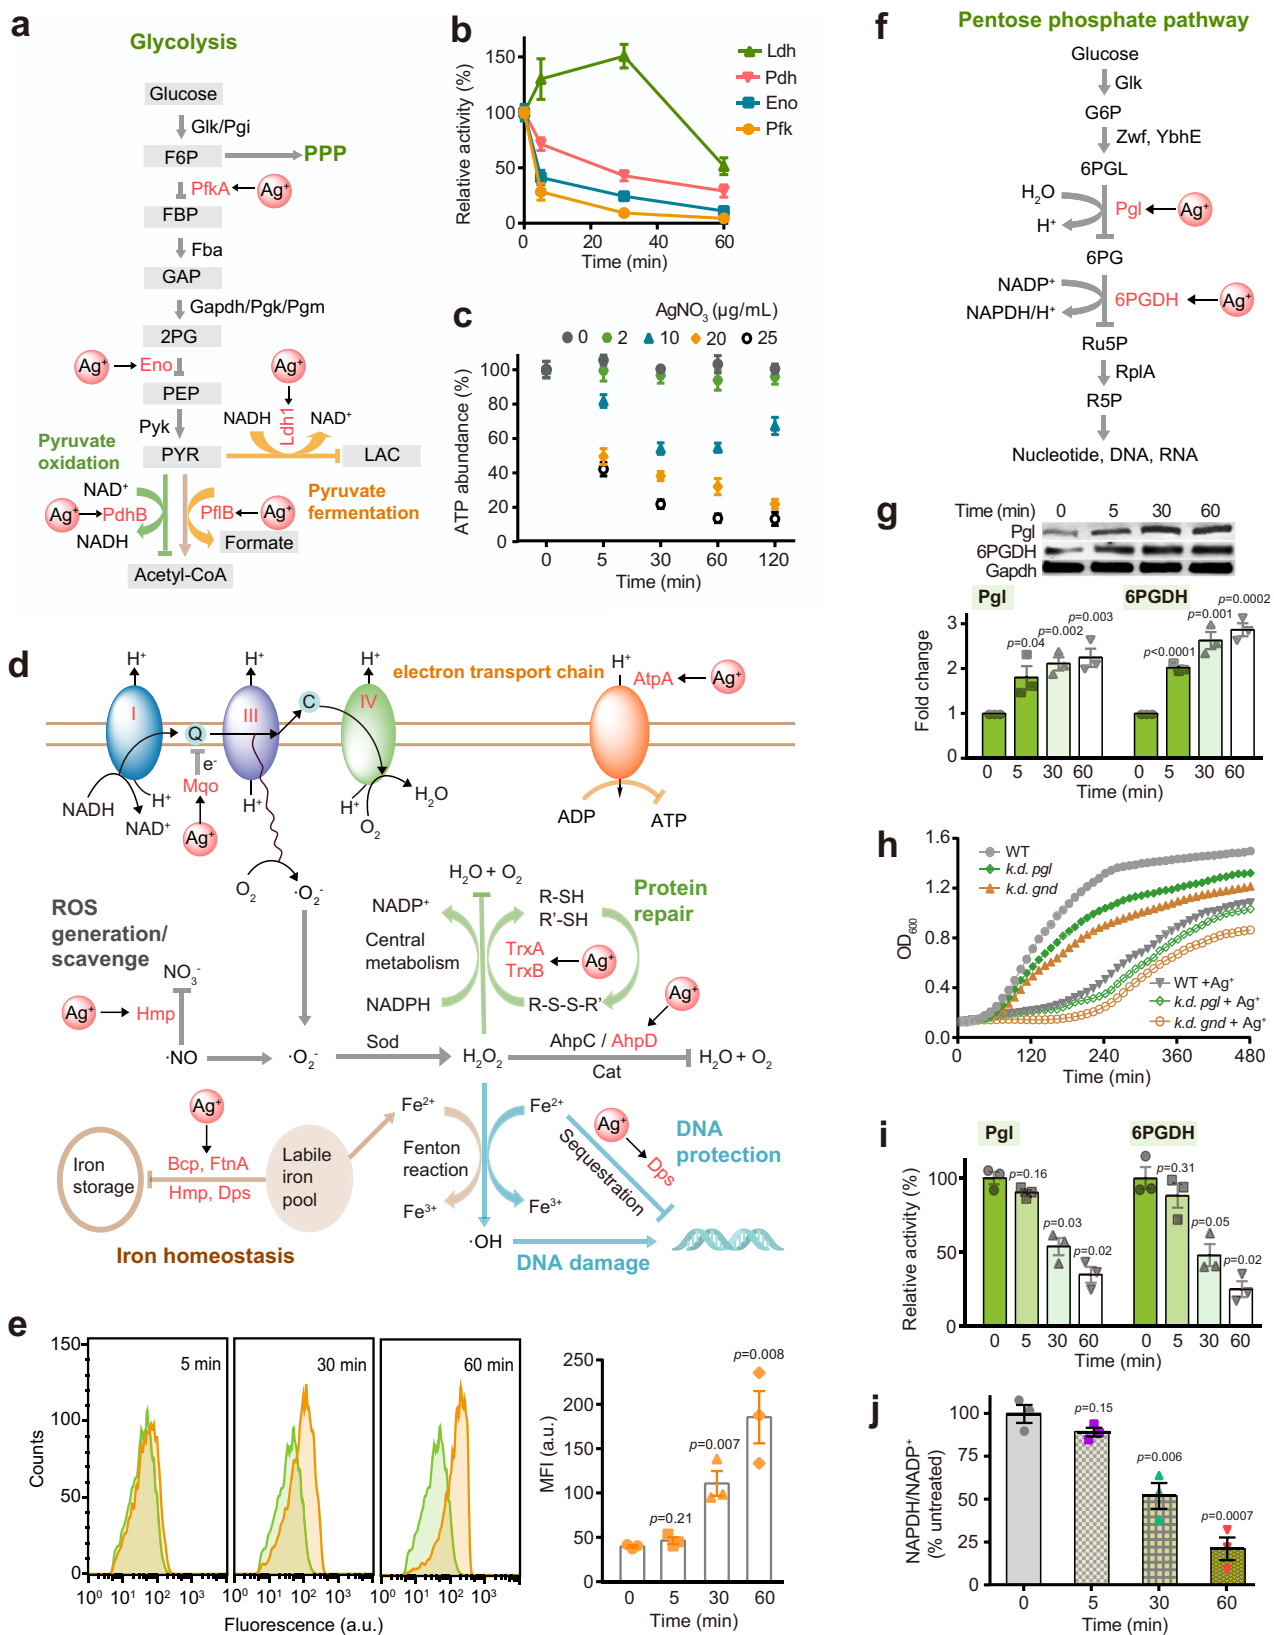 a
Glycolysis
Glucose
Glk/Pgi
F6P
PPP
PfkA
Ag⁺
FBP
Fba
GAP
Gapdh/Pgk/Pgm
2PG
Ag⁺
Eno
Ag⁺
PEP
Pyk
NADH
Ldh1
NAD⁺
Pyruvate
oxidation
PYR
LAC
NAD⁺
Ag⁺
PdhB
NADH
PflB
Ag⁺
Pyruvate
fermentation
Formate
Acetyl-CoA
b
Relative activity (%)
150
100
50
0
0 20 40 60
Time (min)
Ldh
Pdh
Eno
Pfk
c
AgNO₃ (µg/mL)
0 2 10 20 25
ATP abundance (%)
100
80
60
40
20
0
0 5 30 60 120
Time (min)
d
H⁺ H⁺ H⁺
electron transport chain
H⁺
AtpA
Ag⁺
I
Q
III
C
IV
e⁻
Mqo
Ag⁺
NADH
H⁺
NAD⁺
H⁺
H⁺
O₂
H₂O
ADP
ATP
O₂
·O₂⁻
ROS
generation/
scavenge
H₂O + O₂
NADP⁺
Central
metabolism
NADPH
R-SH
R'-SH
Protein
repair
TrxA
TrxB
Ag⁺
R-S-S-R'
NO₃⁻
Ag⁺
Hmp
·NO
·O₂⁻
Sod
H₂O₂
Ag⁺
AhpC / AhpD
Cat
H₂O + O₂
Ag⁺
Iron
storage
Bcp, FtnA
Hmp, Dps
Labile
iron
pool
Iron homeostasis
Fe²⁺
Fenton
reaction
Fe³⁺
Fe²⁺
Fe³⁺
Ag⁺
Sequestration
Dps
DNA
protection
·OH
DNA damage
e
Counts
150
100
50
0
5 min
30 min
60 min
10⁰ 10¹ 10² 10³
10⁰ 10¹ 10² 10³
10⁰ 10¹ 10² 10³
Fluorescence (a.u.)
MFI (a.u.)
250
200
150
100
50
0
p=0.21
p=0.007
p=0.008
0 5 30 60
Time (min)
f
Pentose phosphate pathway
Glucose
Glk
G6P
Zwf, YbhE
6PGL
H₂O
H⁺
Pgl
Ag⁺
6PG
NADP⁺
NAPDH/H⁺
6PGDH
Ag⁺
Ru5P
RplA
R5P
Nucleotide, DNA, RNA
g
Time (min) 0 5 30 60
Pgl
6PGDH
Gapdh
Pgl
6PGDH
Fold change
3
2
1
0
p=0.04
p=0.002
p=0.003
p<0.0001
p=0.001
p=0.0002
0 5 30 60 0 5 30 60
Time (min)
h
OD₆₀₀
1.6
1.2
0.8
0.4
0.0
WT
k.d. pgl
k.d. gnd
WT +Ag⁺
k.d. pgl + Ag⁺
k.d. gnd + Ag⁺
0 120 240 360 480
Time (min)
i
Pgl
6PGDH
Relative activity (%)
100
50
0
p=0.16
p=0.03
p=0.02
p=0.31
p=0.05
p=0.02
0 5 30 60 0 5 30 60
Time (min)
j
NAPDH/NADP⁺
(% untreated)
100
75
50
25
0
p=0.15
p=0.006
p=0.0007
0 5 30 60
Time (min)